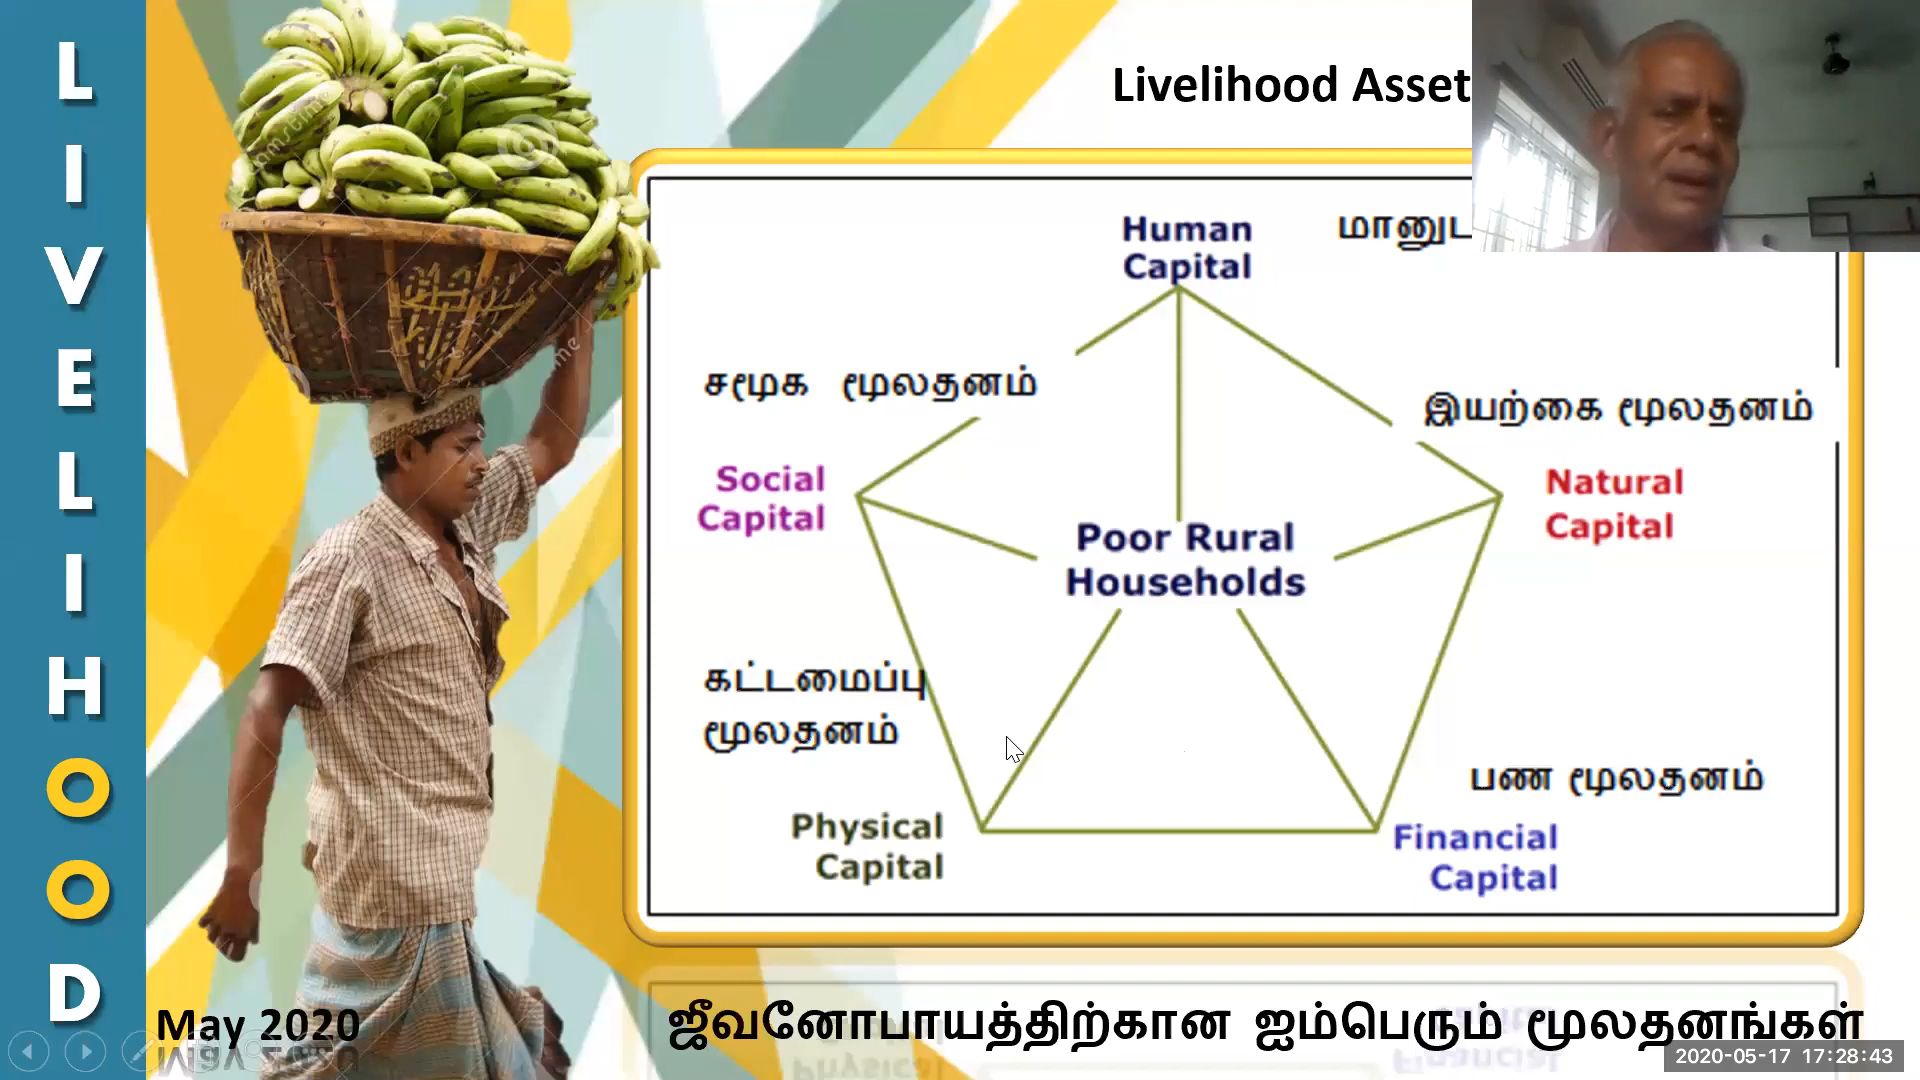 LIVELIHOOD
Livelihood Asset
Human
Capital
மானுட
சமூக மூலதனம்
இயற்கை மூலதனம்
Social
Capital
Natural
Capital
Poor Rural
Households
கட்டமைப்பு
மூலதனம்
பண மூலதனம்
Physical
Capital
Financial
Capital
May 2020
ஜீவனோபாயத்திற்கான ஐம்பெரும் மூலதனங்கள்
2020-05-17 17:28:43